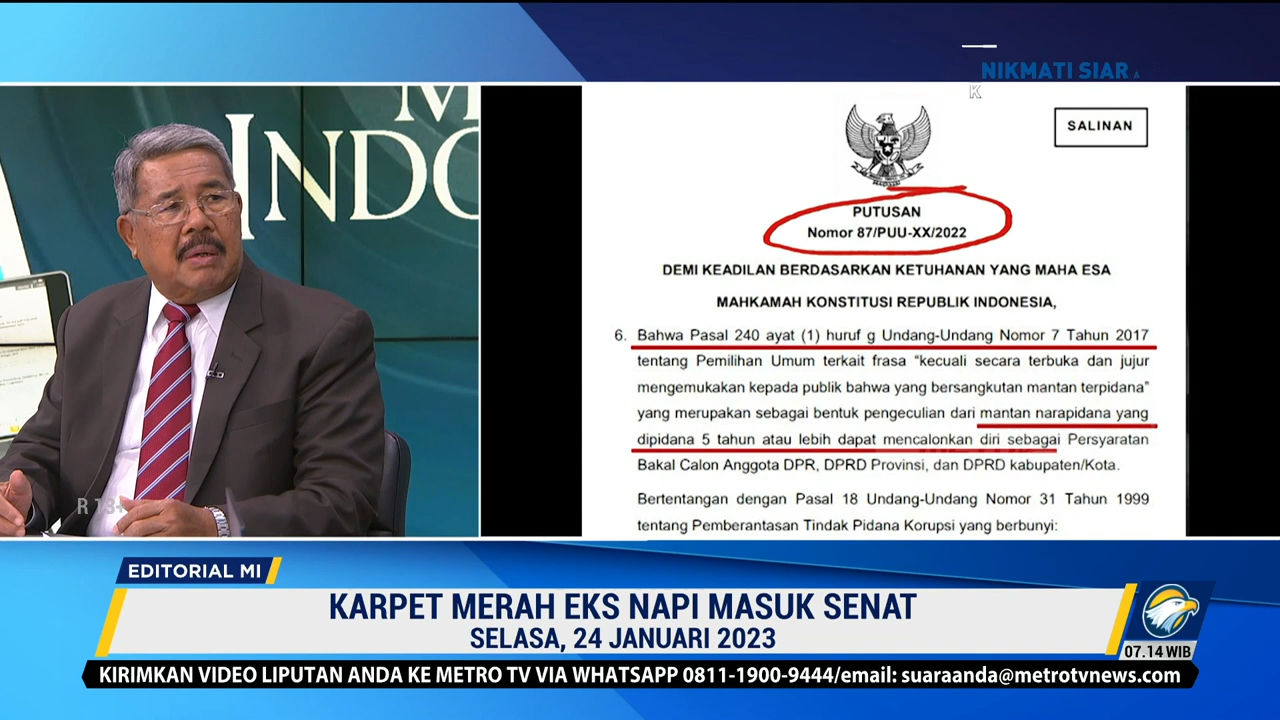 NIKMATI SIAR
K
M
INDO
SALINAN
PUTUSAN
Nomor 87/PUU-XX/2022
DEMI KEADILAN BERDASARKAN KETUHANAN YANG MAHA ESA
MAHKAMAH KONSTITUSI REPUBLIK INDONESIA,
6. Bahwa Pasal 240 ayat (1) huruf g Undang-Undang Nomor 7 Tahun 2017
tentang Pemilihan Umum terkait frasa “kecuali secara terbuka dan jujur
mengemukakan kepada publik bahwa yang bersangkutan mantan terpidana”
yang merupakan sebagai bentuk pengeculian dari mantan narapidana yang
dipidana 5 tahun atau lebih dapat mencalonkan diri sebagai Persyaratan
Bakal Calon Anggota DPR, DPRD Provinsi, dan DPRD kabupaten/Kota.
Bertentangan dengan Pasal 18 Undang-Undang Nomor 31 Tahun 1999
tentang Pemberantasan Tindak Pidana Korupsi yang berbunyi:
R 13+
EDITORIAL MI
KARPET MERAH EKS NAPI MASUK SENAT
SELASA, 24 JANUARI 2023
07.14 WIB
KIRIMKAN VIDEO LIPUTAN ANDA KE METRO TV VIA WHATSAPP 0811-1900-9444/email: suaraanda@metrotvnews.com